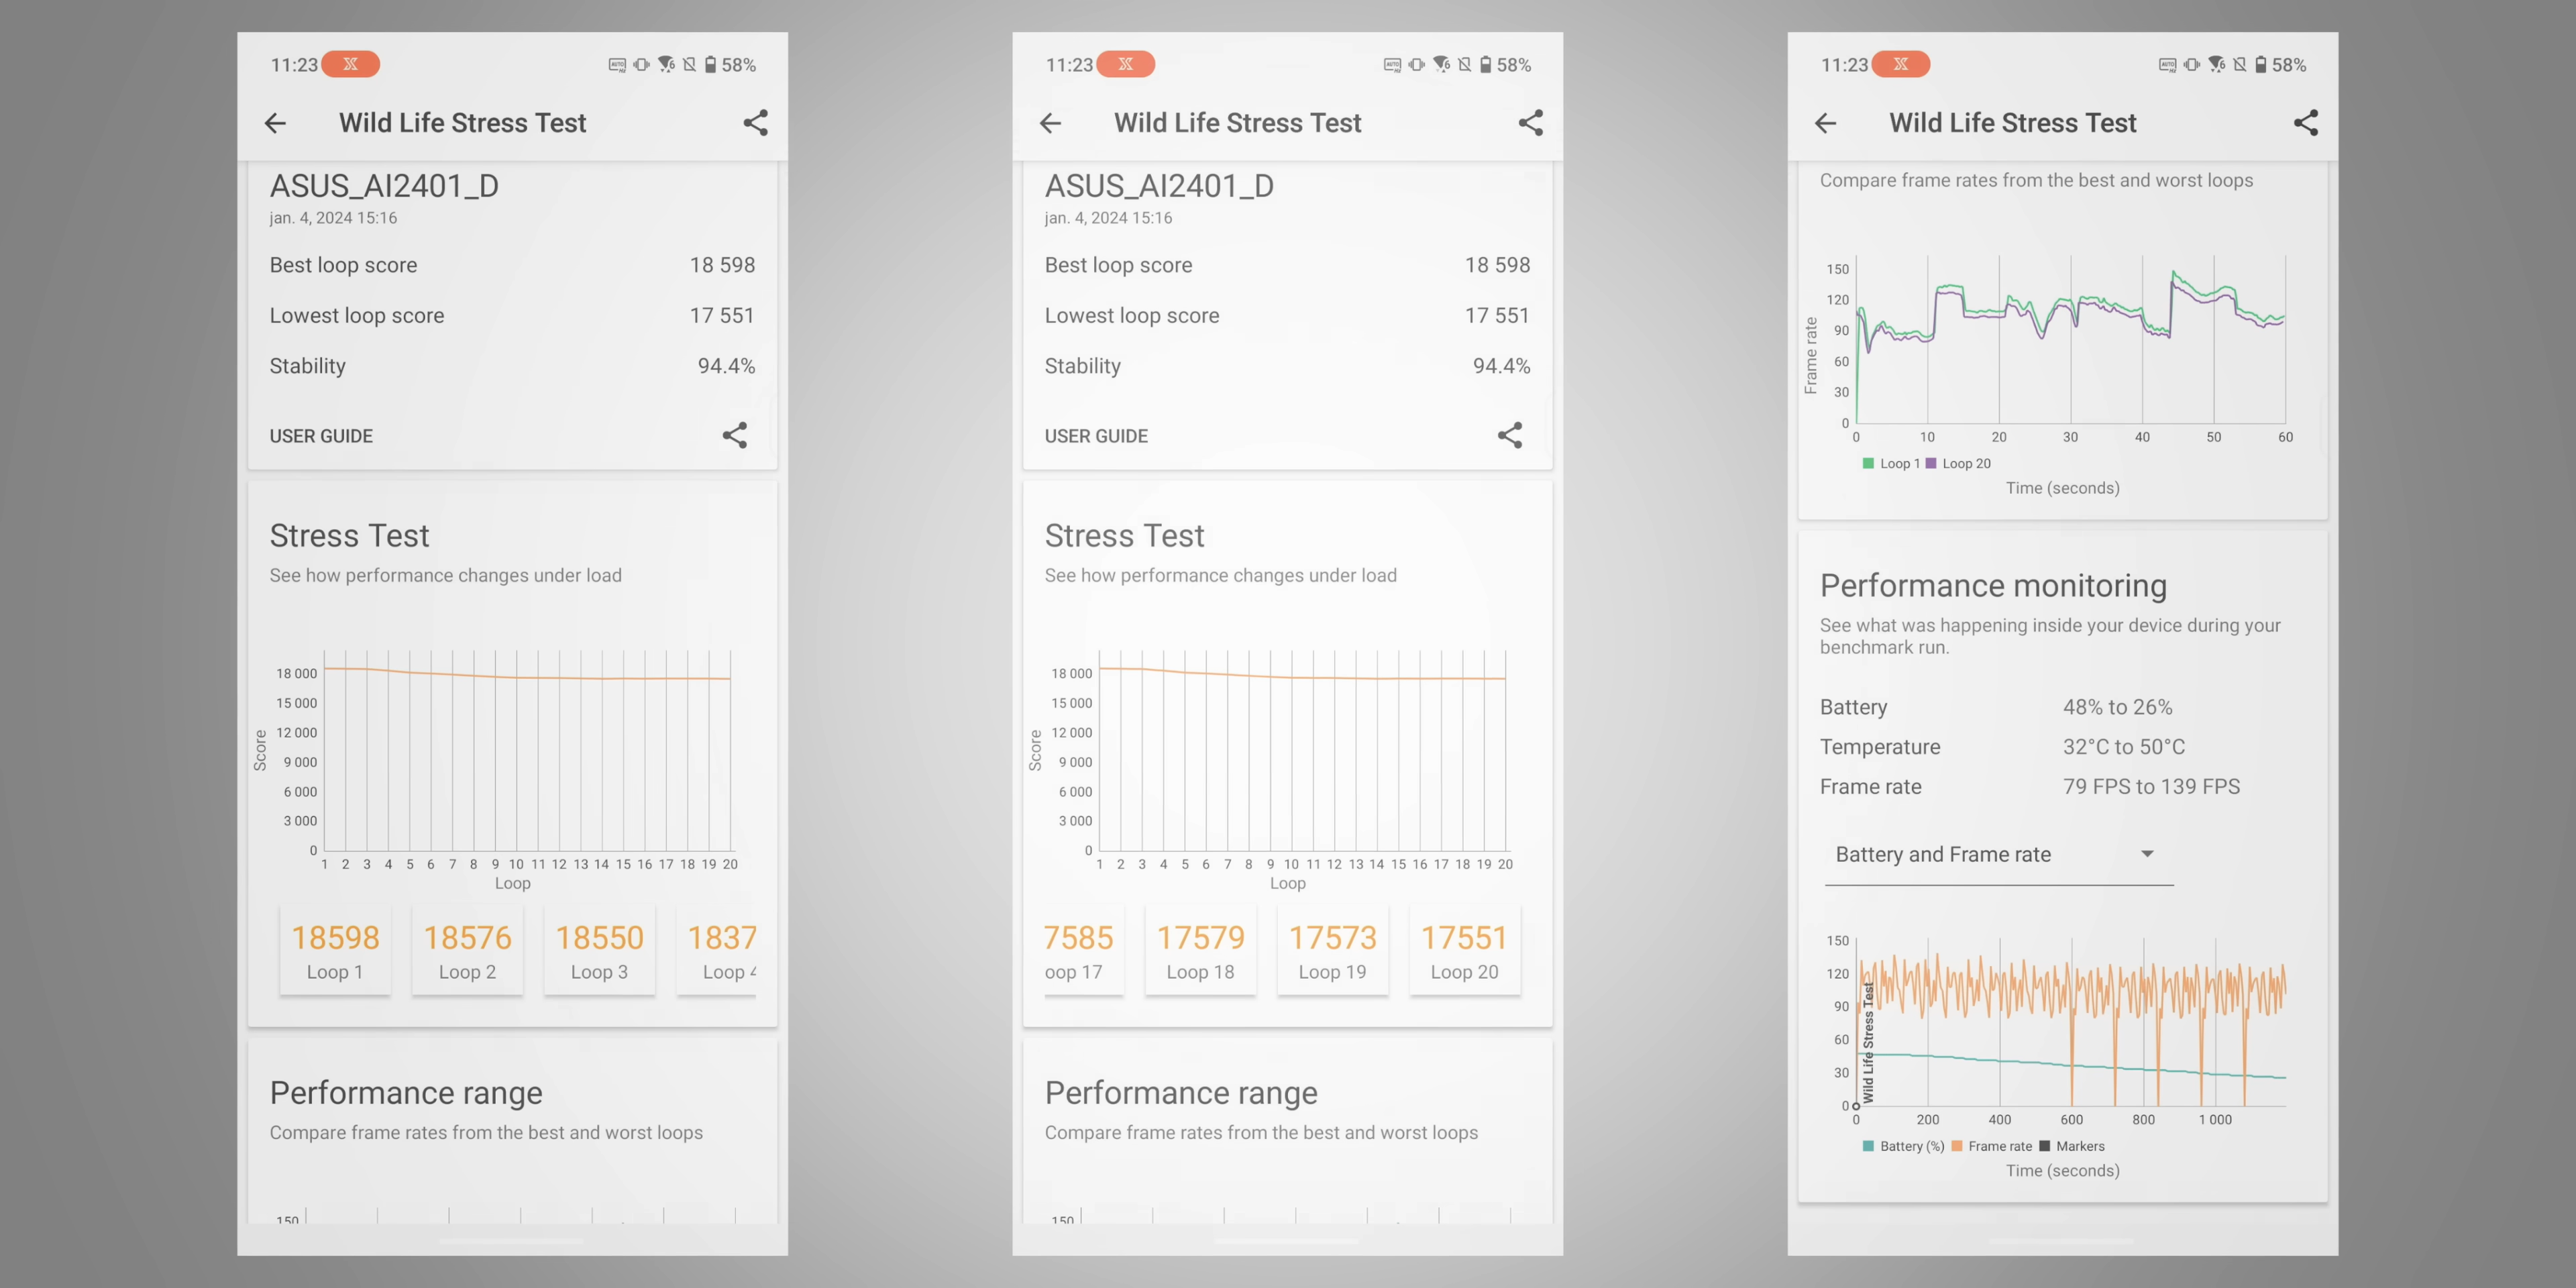 11:23
58%
Wild Life Stress Test
ASUS_AI2401_D
jan. 4, 2024 15:16
Best loop score 18 598
Lowest loop score 17 551
Stability 94.4%
USER GUIDE
Stress Test
See how performance changes under load
18 000
15 000
12 000
9 000
6 000
3 000
0
Score
1 2 3 4 5 6 7 8 9 10 11 12 13 14 15 16 17 18 19 20
Loop
18598 18576 18550 1837
Loop 1 Loop 2 Loop 3 Loop 4
Performance range
Compare frame rates from the best and worst loops
150
11:23
58%
Wild Life Stress Test
ASUS_AI2401_D
jan. 4, 2024 15:16
Best loop score 18 598
Lowest loop score 17 551
Stability 94.4%
USER GUIDE
Stress Test
See how performance changes under load
18 000
15 000
12 000
9 000
6 000
3 000
0
Score
1 2 3 4 5 6 7 8 9 10 11 12 13 14 15 16 17 18 19 20
Loop
7585 17579 17573 17551
oop 17 Loop 18 Loop 19 Loop 20
Performance range
Compare frame rates from the best and worst loops
150
11:23
58%
Wild Life Stress Test
Compare frame rates from the best and worst loops
150
120
90
60
30
0
Frame rate
0 10 20 30 40 50 60
Loop 1 Loop 20
Time (seconds)
Performance monitoring
See what was happening inside your device during your
benchmark run.
Battery 48% to 26%
Temperature 32°C to 50°C
Frame rate 79 FPS to 139 FPS
Battery and Frame rate
150
120
90
60
30
0
Wild Life Stress Test
0 200 400 600 800 1 000
Battery (%) Frame rate Markers
Time (seconds)